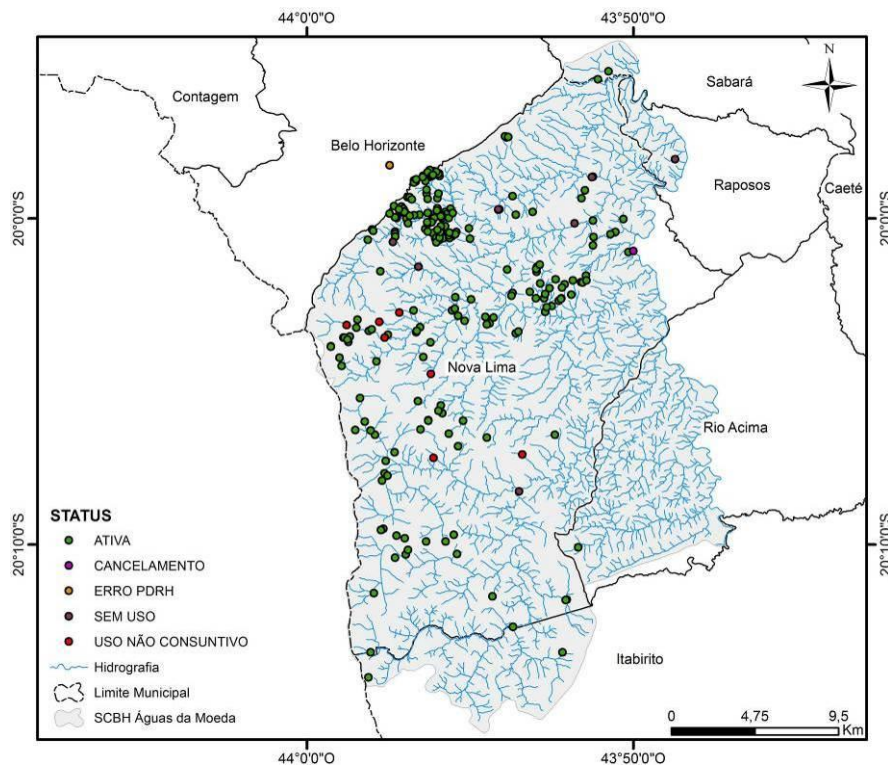 44°0'0"O
43°50'0"O
N
Sabará
Contagem
Belo Horizonte
Raposos
Caeté
20°0'0"S
20°0'0"S
Nova Lima
Rio Acima
STATUS
ATIVA
CANCELAMENTO
ERRO PDRH
SEM USO
USO NÃO CONSUNTIVO
Hidrografia
Limite Municipal
SCBH Águas da Moeda
20°10'0"S
20°10'0"S
Itabirito
0 4,75 9,5
Km
44°0'0"O
43°50'0"O